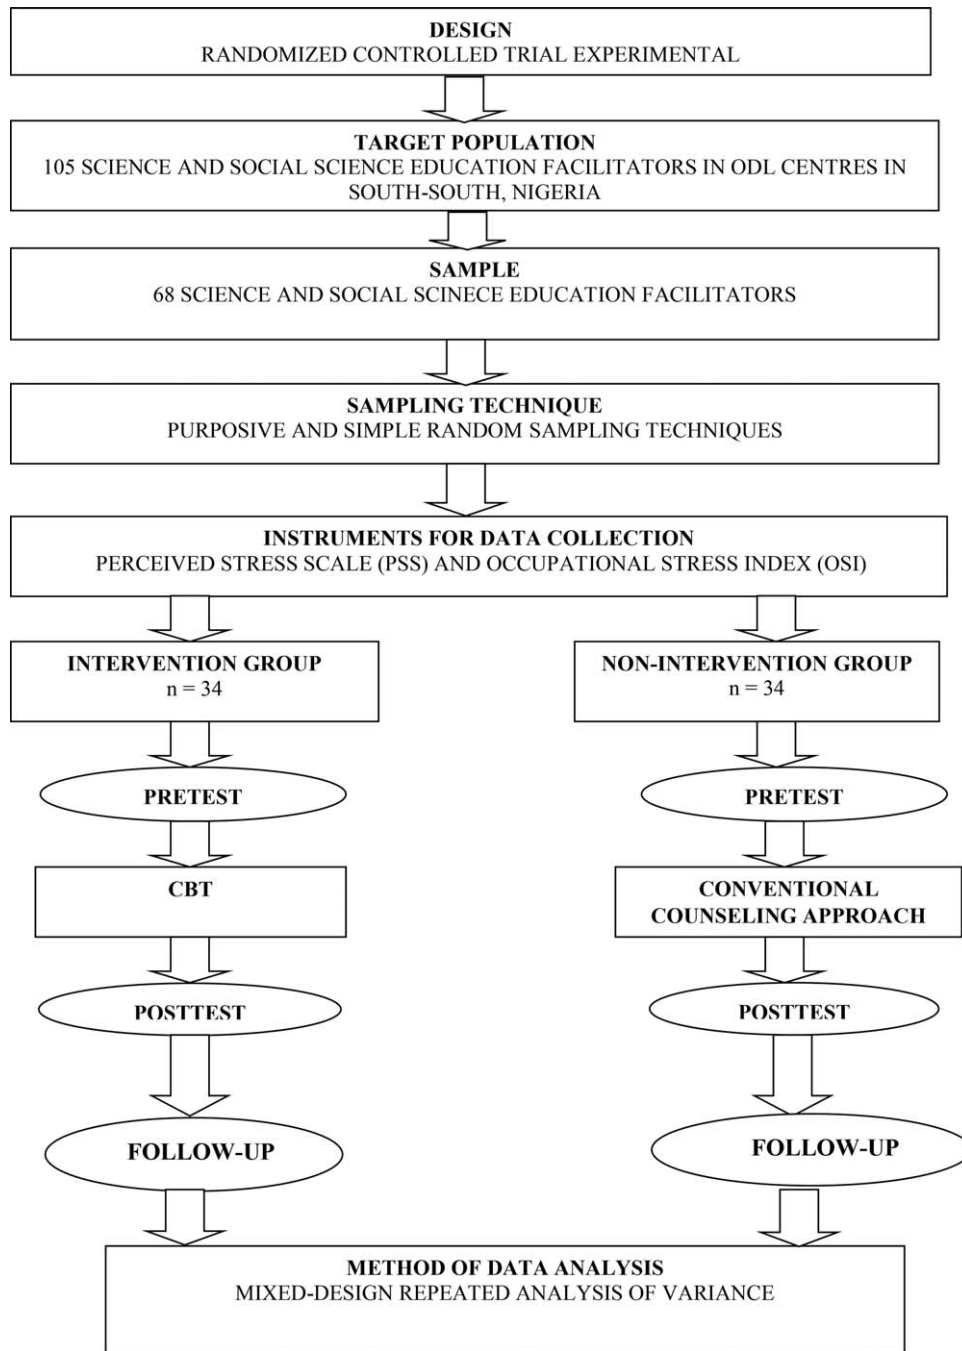 DESIGN
RANDOMIZED CONTROLLED TRIAL EXPERIMENTAL
TARGET POPULATION
105 SCIENCE AND SOCIAL SCIENCE EDUCATION FACILITATORS IN ODL CENTRES IN
SOUTH-SOUTH, NIGERIA
SAMPLE
68 SCIENCE AND SOCIAL SCINECE EDUCATION FACILITATORS
SAMPLING TECHNIQUE
PURPOSIVE AND SIMPLE RANDOM SAMPLING TECHNIQUES
INSTRUMENTS FOR DATA COLLECTION
PERCEIVED STRESS SCALE (PSS) AND OCCUPATIONAL STRESS INDEX (OSI)
INTERVENTION GROUP
n = 34
NON-INTERVENTION GROUP
n = 34
PRETEST
PRETEST
CBT
CONVENTIONAL
COUNSELING APPROACH
POSTTEST
POSTTEST
FOLLOW-UP
FOLLOW-UP
METHOD OF DATA ANALYSIS
MIXED-DESIGN REPEATED ANALYSIS OF VARIANCE